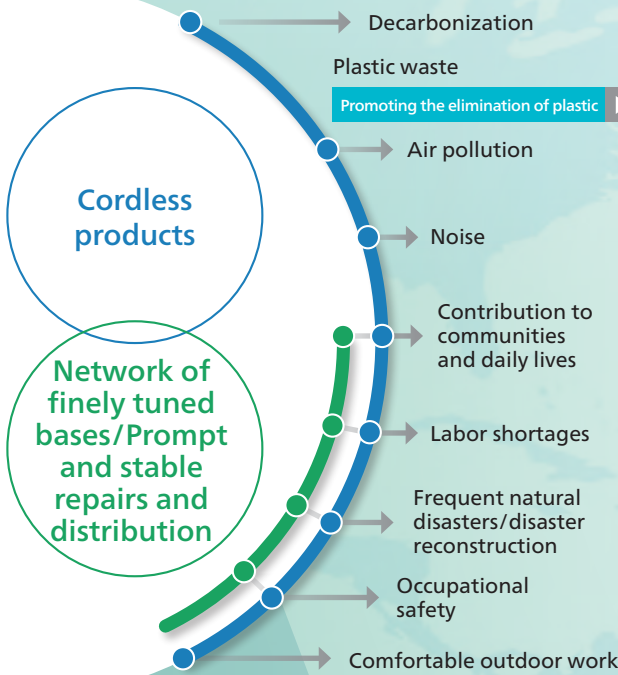 Decarbonization
Plastic waste
Promoting the elimination of plastic
Air pollution
Cordless
products
Noise
Contribution to
communities
and daily lives
Network of
finely tuned
bases/Prompt
and stable
repairs and
distribution
Labor shortages
Frequent natural
disasters/disaster
reconstruction
Occupational
safety
Comfortable outdoor work